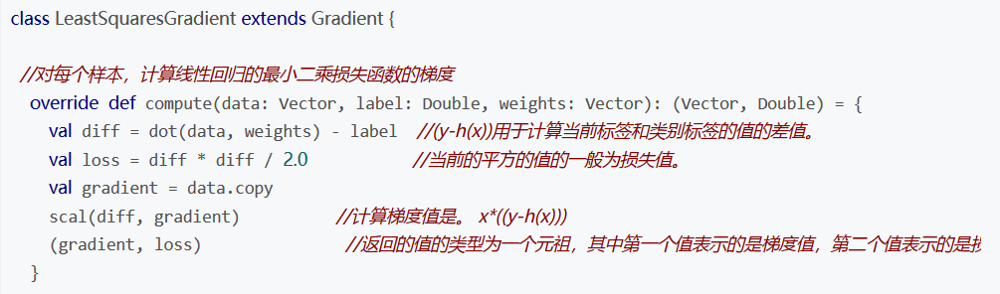 class LeastSquaresGradient extends Gradient {
//对每个样本，计算线性回归的最小二乘损失函数的梯度
override def compute(data: Vector, label: Double, weights: Vector): (Vector, Double) = {
val diff = dot(data, weights) - label //(y-h(x))用于计算当前标签和类别标签的值的差值。
val loss = diff * diff / 2.0 //当前的平方的值的一般为损失值。
val gradient = data.copy
scal(diff, gradient) //计算梯度值是。 x*((y-h(x)))
(gradient, loss) //返回的值的类型为一个元祖，其中第一个值表示的是梯度值，第二个值表示的是损
}